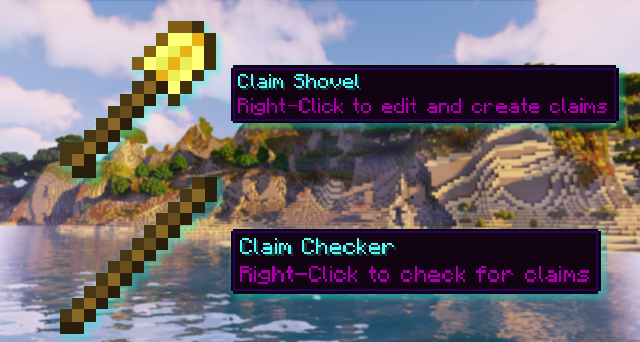 Claim Shovel
Right-Click to edit and create claims
Claim Checker
Right-Click to check for claims